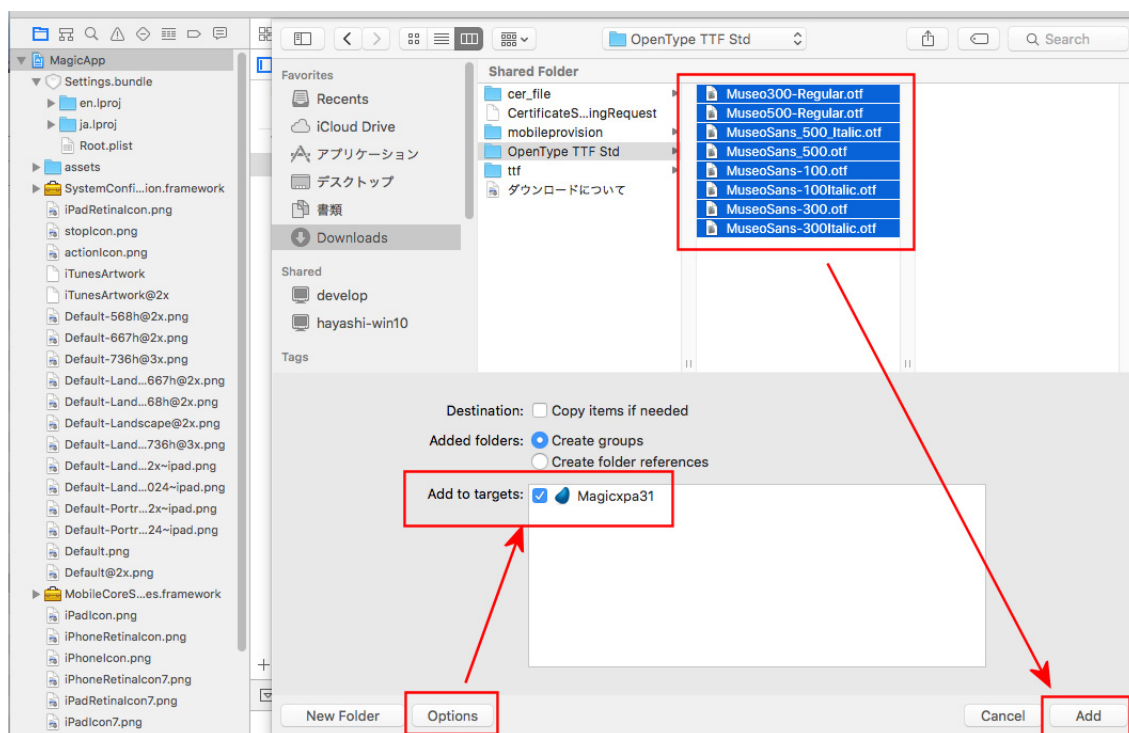 MagicApp
Settings.bundle
en.lproj
ja.lproj
Root.plist
assets
SystemConfi...ion.framework
iPadRetinaIcon.png
stopIcon.png
actionIcon.png
iTunesArtwork
iTunesArtwork@2x
Default-568h@2x.png
Default-667h@2x.png
Default-736h@3x.png
Default-Land...667h@2x.png
Default-Land...68h@2x.png
Default-Landscape@2x.png
Default-Land...736h@3x.png
Default-Land...2x~ipad.png
Default-Land...024~ipad.png
Default-Portr...2x~ipad.png
Default-Portr...24~ipad.png
Default.png
Default@2x.png
MobileCoreS...es.framework
iPadIcon.png
iPhoneRetinaIcon.png
iPhoneIcon.png
iPhoneRetinaIcon7.png
iPadRetinaIcon7.png
iPadIcon7.png
OpenType TTF Std
Search
Favorites
Recents
iCloud Drive
アプリケーション
デスクトップ
書類
Downloads
Shared
develop
hayashi-win10
Tags
Shared Folder
cer_file
CertificateS...ingRequest
mobileprovision
OpenType TTF Std
ttf
ダウンロードについて
Museo300-Regular.otf
Museo500-Regular.otf
MuseoSans_500_Italic.otf
MuseoSans_500.otf
MuseoSans-100.otf
MuseoSans-100Italic.otf
MuseoSans-300.otf
MuseoSans-300Italic.otf
Destination: Copy items if needed
Added folders: Create groups
Create folder references
Add to targets: Magicxpa31
New Folder Options Cancel Add